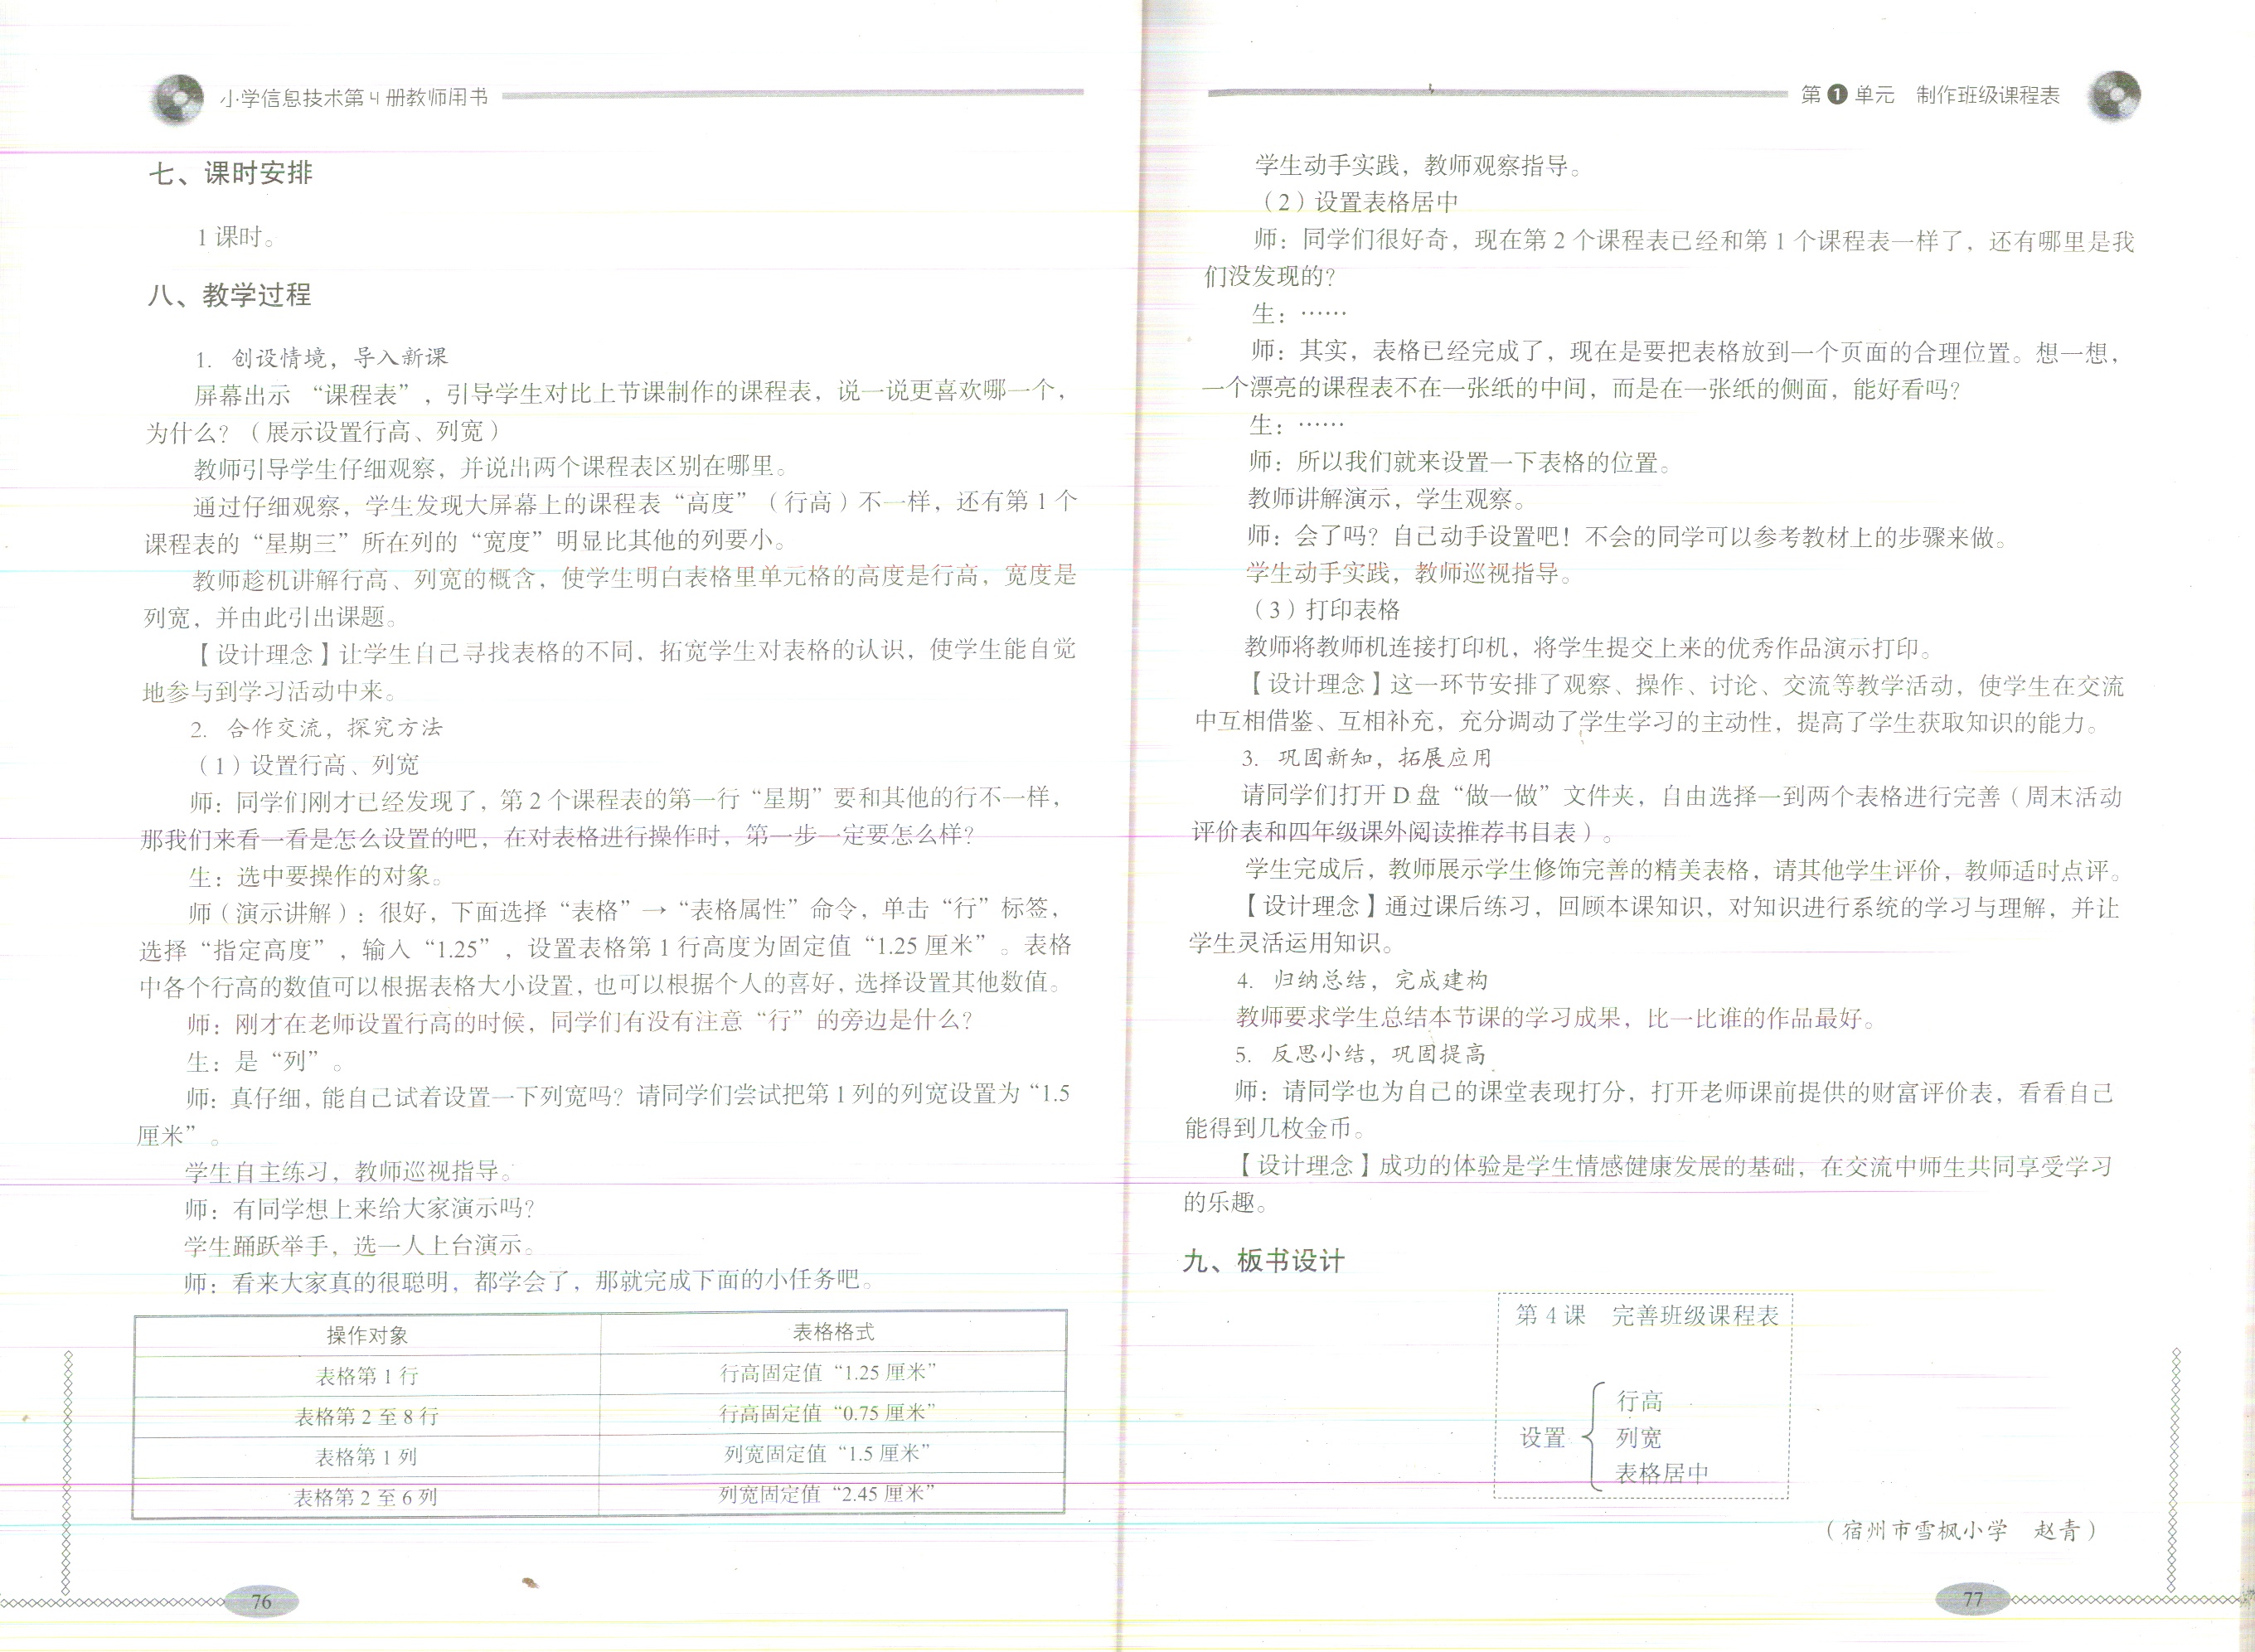 小学信息技术第4册教师用书
七、课时安排
1 课时。
八、教学过程
1. 创设情境，导入新课
屏幕出示 “课程表”，引导学生对比上节课制作的课程表，说一说更喜欢哪一个，
为什么？（展示设置行高、列宽）
教师引导学生仔细观察，并说出两个课程表区别在哪里。
通过仔细观察，学生发现大屏幕上的课程表“高度”（行高）不一样，还有第 1 个
课程表的“星期三”所在列的“宽度”明显比其他的列要小。
教师趁机讲解行高、列宽的概含，使学生明白表格里单元格的高度是行高，宽度是
列宽，并由此引出课题。
【设计理念】让学生自己寻找表格的不同，拓宽学生对表格的认识，使学生能自觉
地参与到学习活动中来。
2. 合作交流，探究方法
（1）设置行高、列宽
师：同学们刚才已经发现了，第 2 个课程表的第一行“星期”要和其他的行不一样，
那我们来看一看是怎么设置的吧，在对表格进行操作时，第一步一定要怎么样？
生：选中要操作的对象。
师（演示讲解）：很好，下面选择“表格”→“表格属性”命令，单击“行”标签，
选择“指定高度”，输入“1.25”，设置表格第 1 行高度为固定值“1.25 厘米”。表格
中各个行高的数值可以根据表格大小设置，也可以根据个人的喜好，选择设置其他数值。
师：刚才在老师设置行高的时候，同学们有没有注意“行”的旁边是什么？
生：是“列”。
师：真仔细，能自己试着设置一下列宽吗？请同学们尝试把第 1 列的列宽设置为“1.5
厘米”。
学生自主练习，教师巡视指导。
师：有同学想上来给大家演示吗？
学生踊跃举手，选一人上台演示。
师：看来大家真的很聪明，都学会了，那就完成下面的小任务吧。
操作对象 表格格式
表格第 1 行 行高固定值“1.25 厘米”
表格第 2 至 8 行 行高固定值“0.75 厘米”
表格第 1 列 列宽固定值“1.5 厘米”
表格第 2 至 6 列 列宽固定值“2.45 厘米”
76
第1单元 制作班级课程表
学生动手实践，教师观察指导。
（2）设置表格居中
师：同学们很好奇，现在第 2 个课程表已经和第 1 个课程表一样了，还有哪里是我
们没发现的？
生：……
师：其实，表格已经完成了，现在是要把表格放到一个页面的合理位置。想一想，
一个漂亮的课程表不在一张纸的中间，而是在一张纸的侧面，能好看吗？
生：……
师：所以我们就来设置一下表格的位置。
教师讲解演示，学生观察。
师：会了吗？自己动手设置吧！不会的同学可以参考教材上的步骤来做。
学生动手实践，教师巡视指导。
（3）打印表格
教师将教师机连接打印机，将学生提交上来的优秀作品演示打印。
【设计理念】这一环节安排了观察、操作、讨论、交流等教学活动，使学生在交流
中互相借鉴、互相补充，充分调动了学生学习的主动性，提高了学生获取知识的能力。
3. 巩固新知，拓展应用
请同学们打开 D 盘“做一做”文件夹，自由选择一到两个表格进行完善（周末活动
评价表和四年级课外阅读推荐书目表）。
学生完成后，教师展示学生修饰完善的精美表格，请其他学生评价，教师适时点评。
【设计理念】通过课后练习，回顾本课知识，对知识进行系统的学习与理解，并让
学生灵活运用知识。
4. 归纳总结，完成建构
教师要求学生总结本节课的学习成果，比一比谁的作品最好。
5. 反思小结，巩固提高
师：请同学也为自己的课堂表现打分，打开老师课前提供的财富评价表，看看自己
能得到几枚金币。
【设计理念】成功的体验是学生情感健康发展的基础，在交流中师生共同享受学习
的乐趣。
九、板书设计
第 4 课 完善班级课程表
行高
设置 列宽
表格居中
（宿州市雪枫小学 赵青）
77